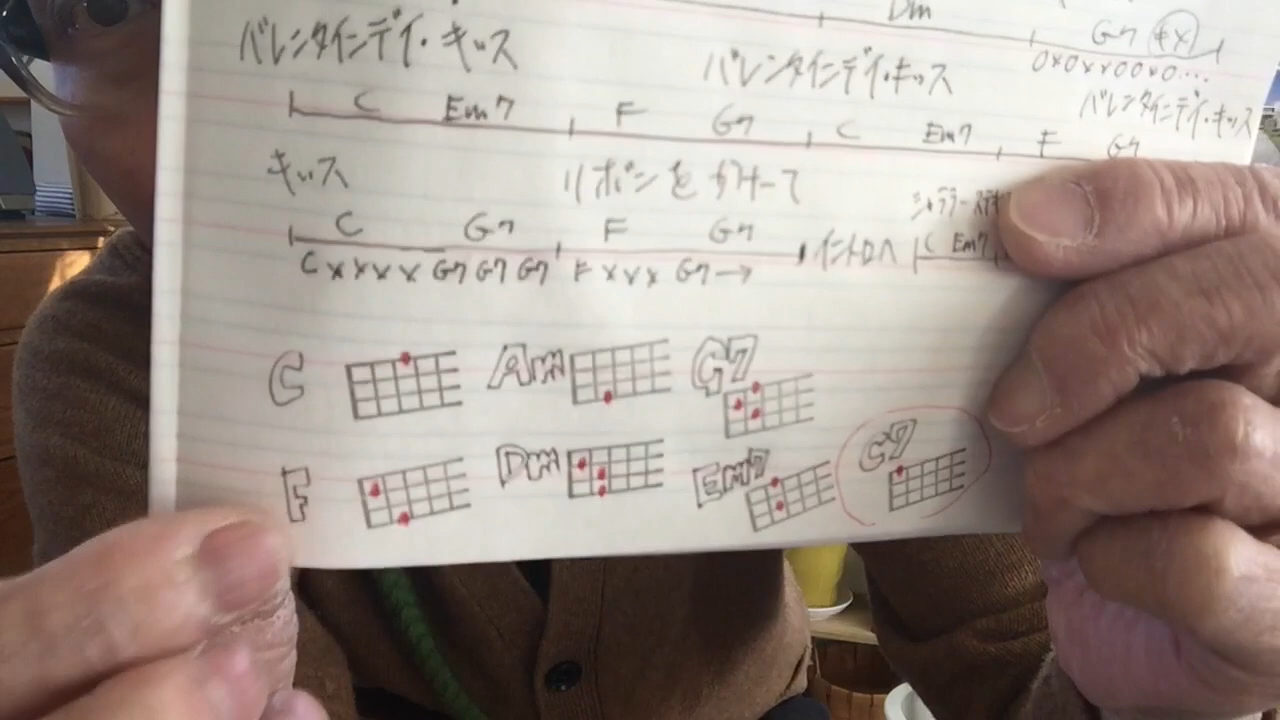 Dm G7 キメ
バレンタインデイ・キッス バレンタインデイ・キッス O×O××OO×O...
バレンタインデイ・キッス
C Em7 F G7 C Em7 F G7
キッス リボンをかけーて
C G7 F G7 イントロへ C Em7
C×××× G7 G7 G7 F××× G7→
C Am G7
F Dm Em7 C7